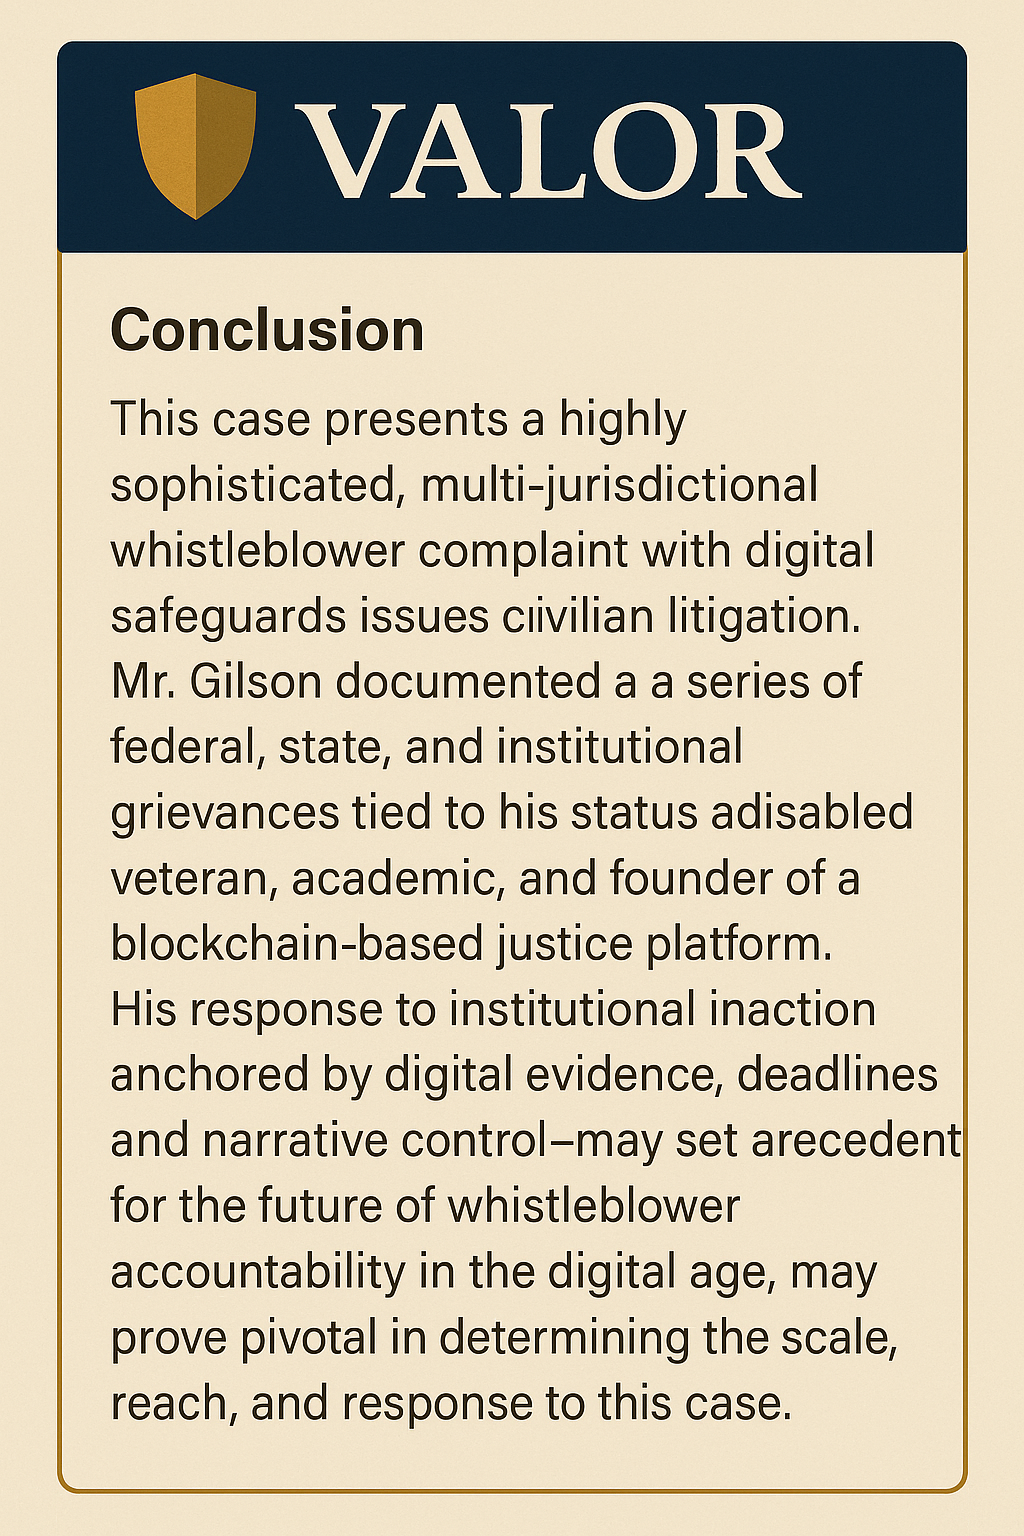 VALOR
Conclusion
This case presents a highly
sophisticated, multi-jurisdictional
whistleblower complaint with digital
safeguards issues ciivilian litigation.
Mr. Gilson documented a a series of
federal, state, and institutional
grievances tied to his status adisabled
veteran, academic, and founder of a
blockchain-based justice platform.
His response to institutional inaction
anchored by digital evidence, deadlines
and narrative control–may set arecedent
for the future of whistleblower
accountability in the digital age, may
prove pivotal in determining the scale,
reach, and response to this case.